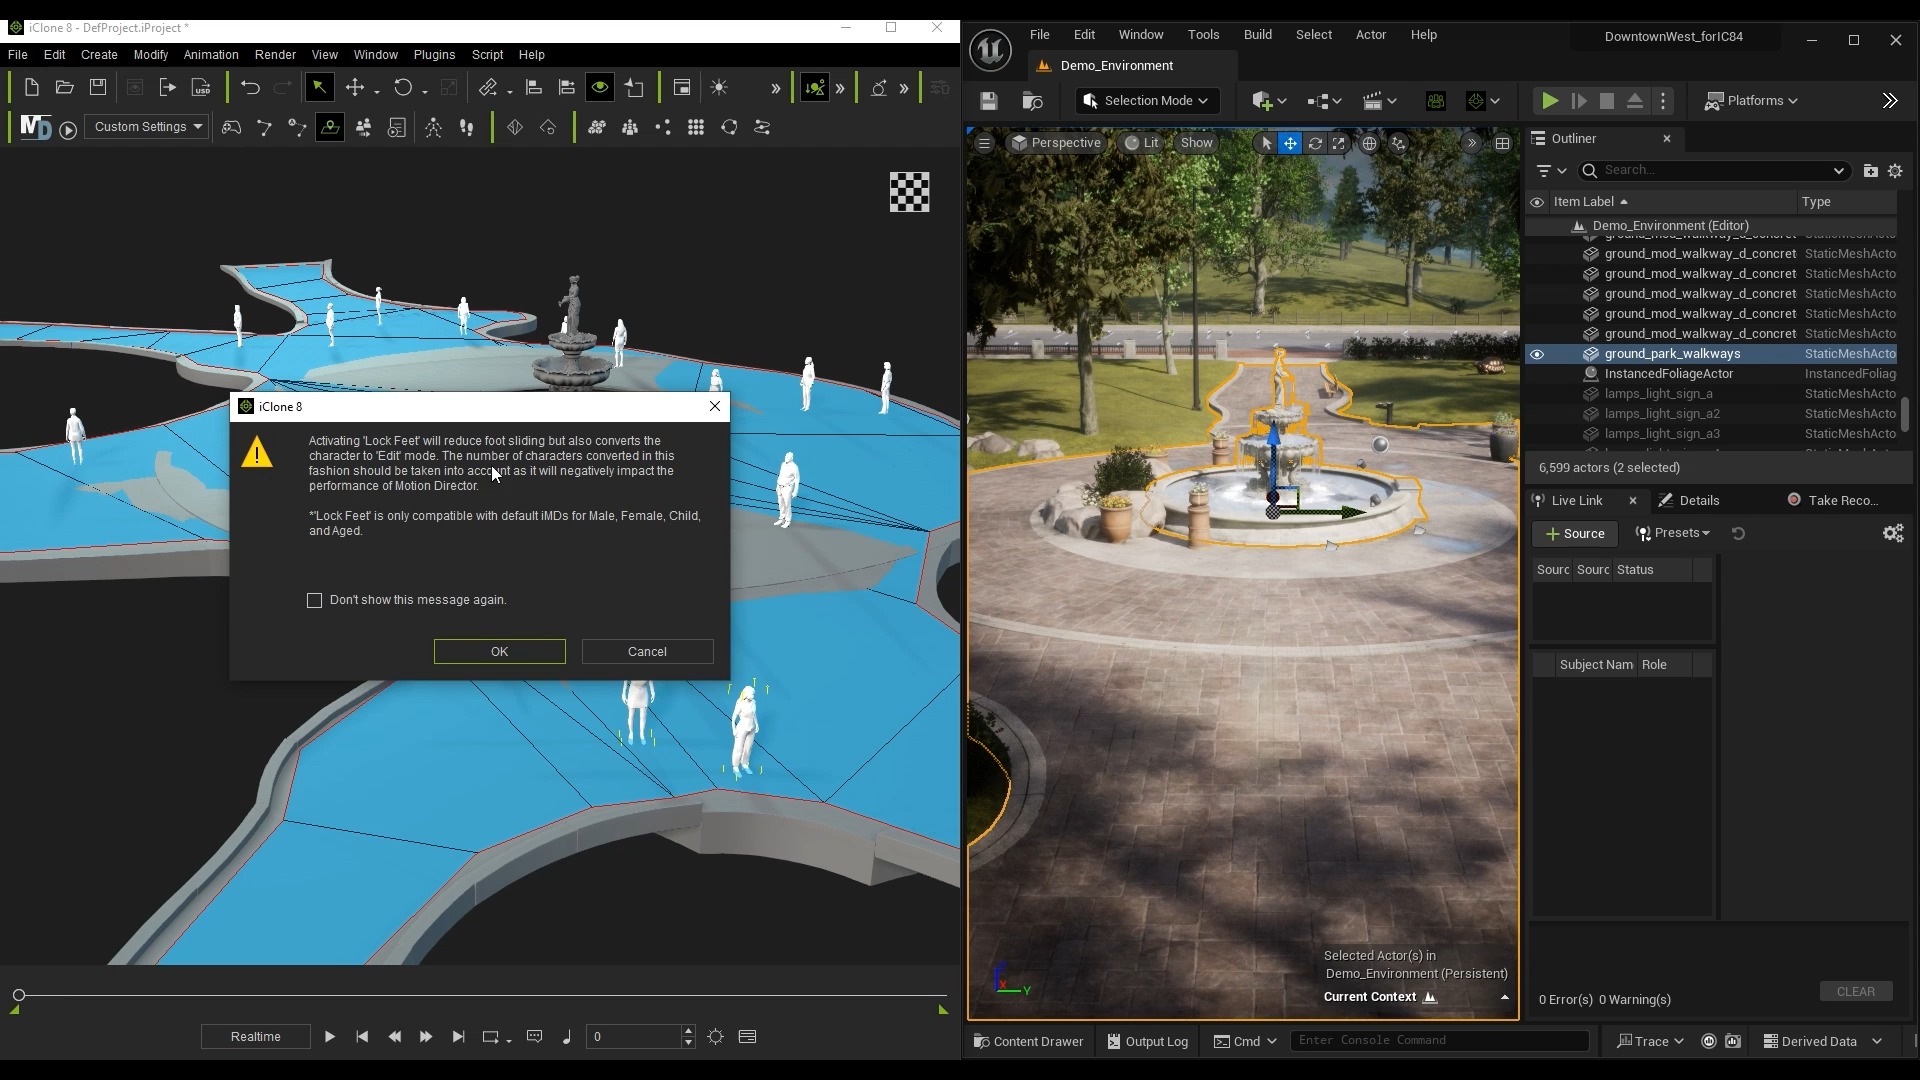 iClone 8 - DefProject.iProject *
File Edit Create Modify Animation Render View Window Plugins Script Help
USD
MD Custom Settings
iClone 8
Activating 'Lock Feet' will reduce foot sliding but also converts the
character to 'Edit' mode. The number of characters converted in this
fashion should be taken into account as it will negatively impact the
performance of Motion Director.
*'Lock Feet' is only compatible with default iMDs for Male, Female, Child,
and Aged.
Don't show this message again.
OK Cancel
Realtime
0
File Edit Window Tools Build Select Actor Help
DowntownWest_forIC84
Demo_Environment
Selection Mode
Platforms
Perspective Lit Show
Outliner
Search...
Item Label Type
Demo_Environment (Editor)
ground_mod_walkway_d_concret
ground_mod_walkway_d_concret StaticMeshActo
ground_mod_walkway_d_concret StaticMeshActo
ground_mod_walkway_d_concret StaticMeshActo
ground_mod_walkway_d_concret StaticMeshActo
ground_mod_walkway_d_concret StaticMeshActo
ground_park_walkways StaticMeshActo
InstancedFoliageActor InstancedFoliag
lamps_light_sign_a StaticMeshActo
lamps_light_sign_a2 StaticMeshActo
lamps_light_sign_a3 StaticMeshActo
6,599 actors (2 selected)
Live Link Details Take Reco...
Source Presets
Sourc Sourc Status
Subject Nam Role
0 Error(s) 0 Warning(s)
CLEAR
Selected Actor(s) in
Demo_Environment (Persistent)
Current Context
X Y
Content Drawer Output Log Cmd Enter Console Command Trace Derived Data